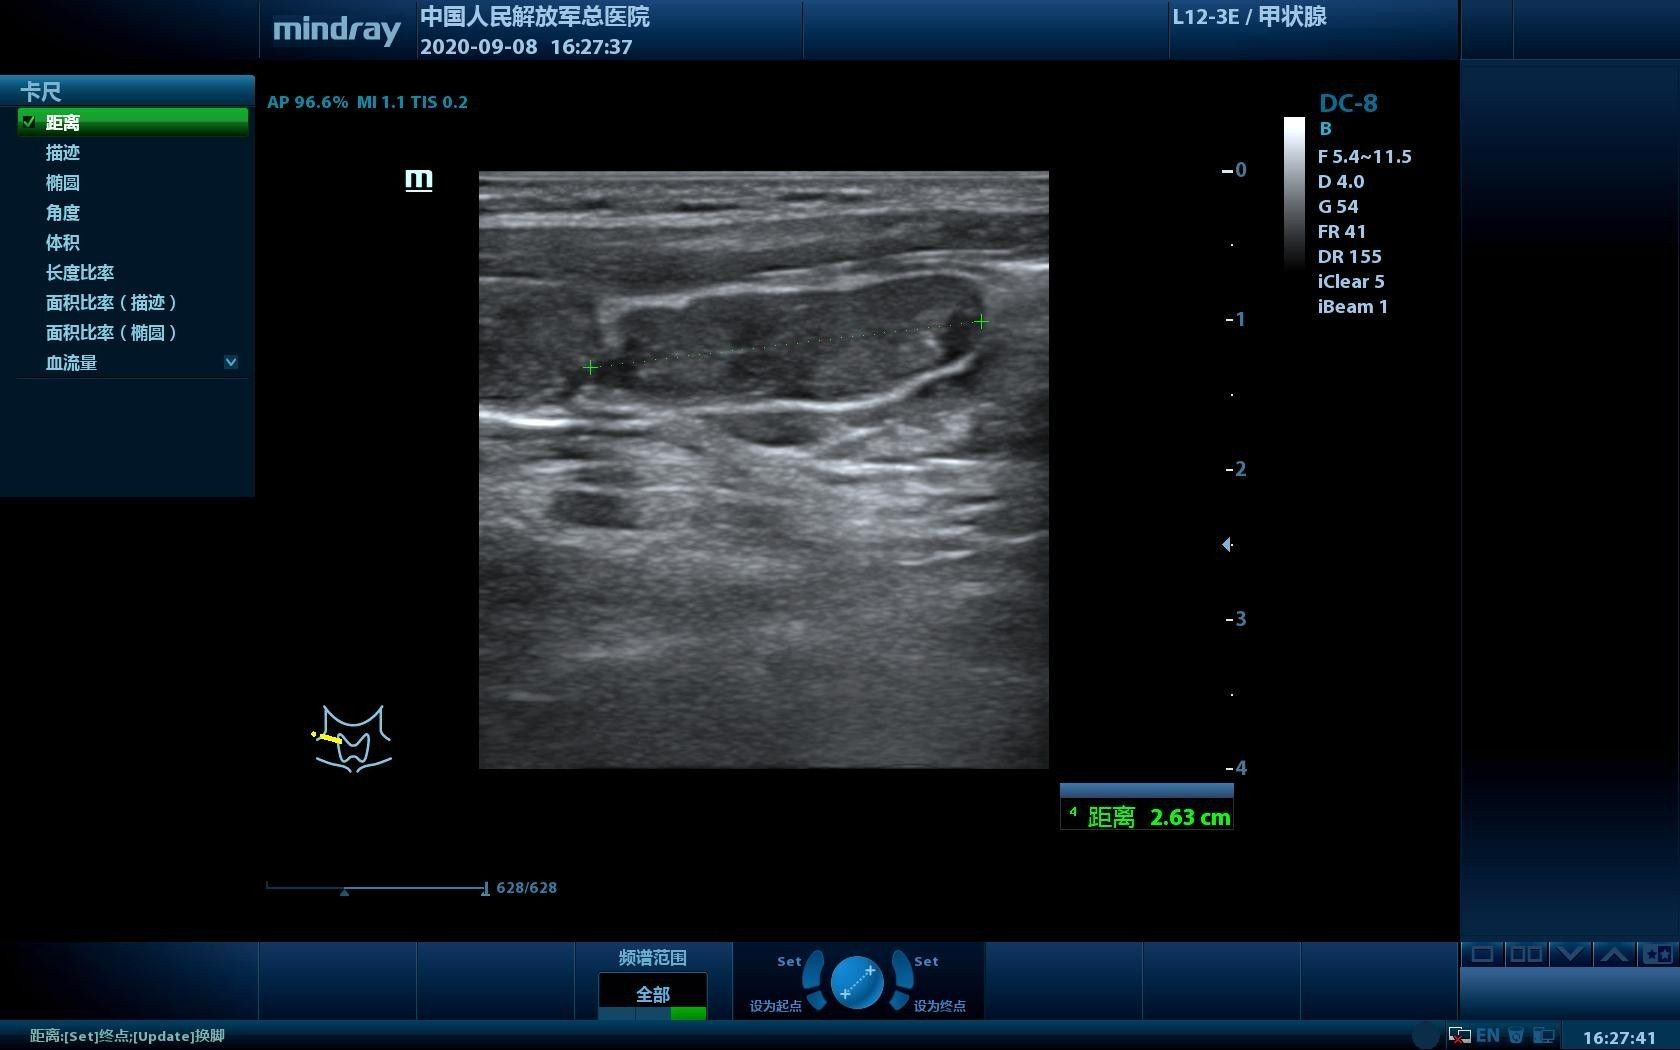 mindray
中国人民解放军总医院
2020-09-08 16:27:37
L12-3E / 甲状腺
卡尺
距离
描迹
椭圆
角度
体积
长度比率
面积比率（描迹）
面积比率（椭圆）
血流量
AP 96.6% MI 1.1 TIS 0.2
m
0
1
2
3
4
DC-8
B
F 5.4~11.5
D 4.0
G 54
FR 41
DR 155
iClear 5
iBeam 1
4 距离 2.63 cm
628/628
频谱范围
全部
Set
Set
设为起点
设为终点
距离:[Set]终点;[Update]换脚
EN
16:27:41